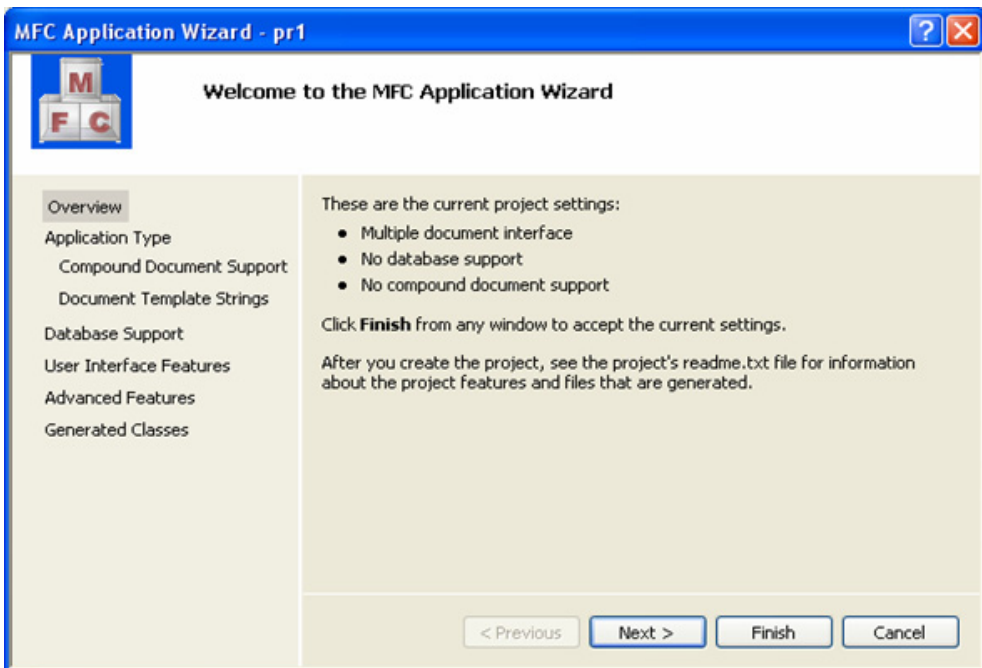 MFC Application Wizard - pr1
M
F C
Welcome to the MFC Application Wizard
Overview
Application Type
Compound Document Support
Document Template Strings
Database Support
User Interface Features
Advanced Features
Generated Classes
These are the current project settings:
• Multiple document interface
• No database support
• No compound document support
Click Finish from any window to accept the current settings.
After you create the project, see the project's readme.txt file for information
about the project features and files that are generated.
< Previous
Next >
Finish
Cancel